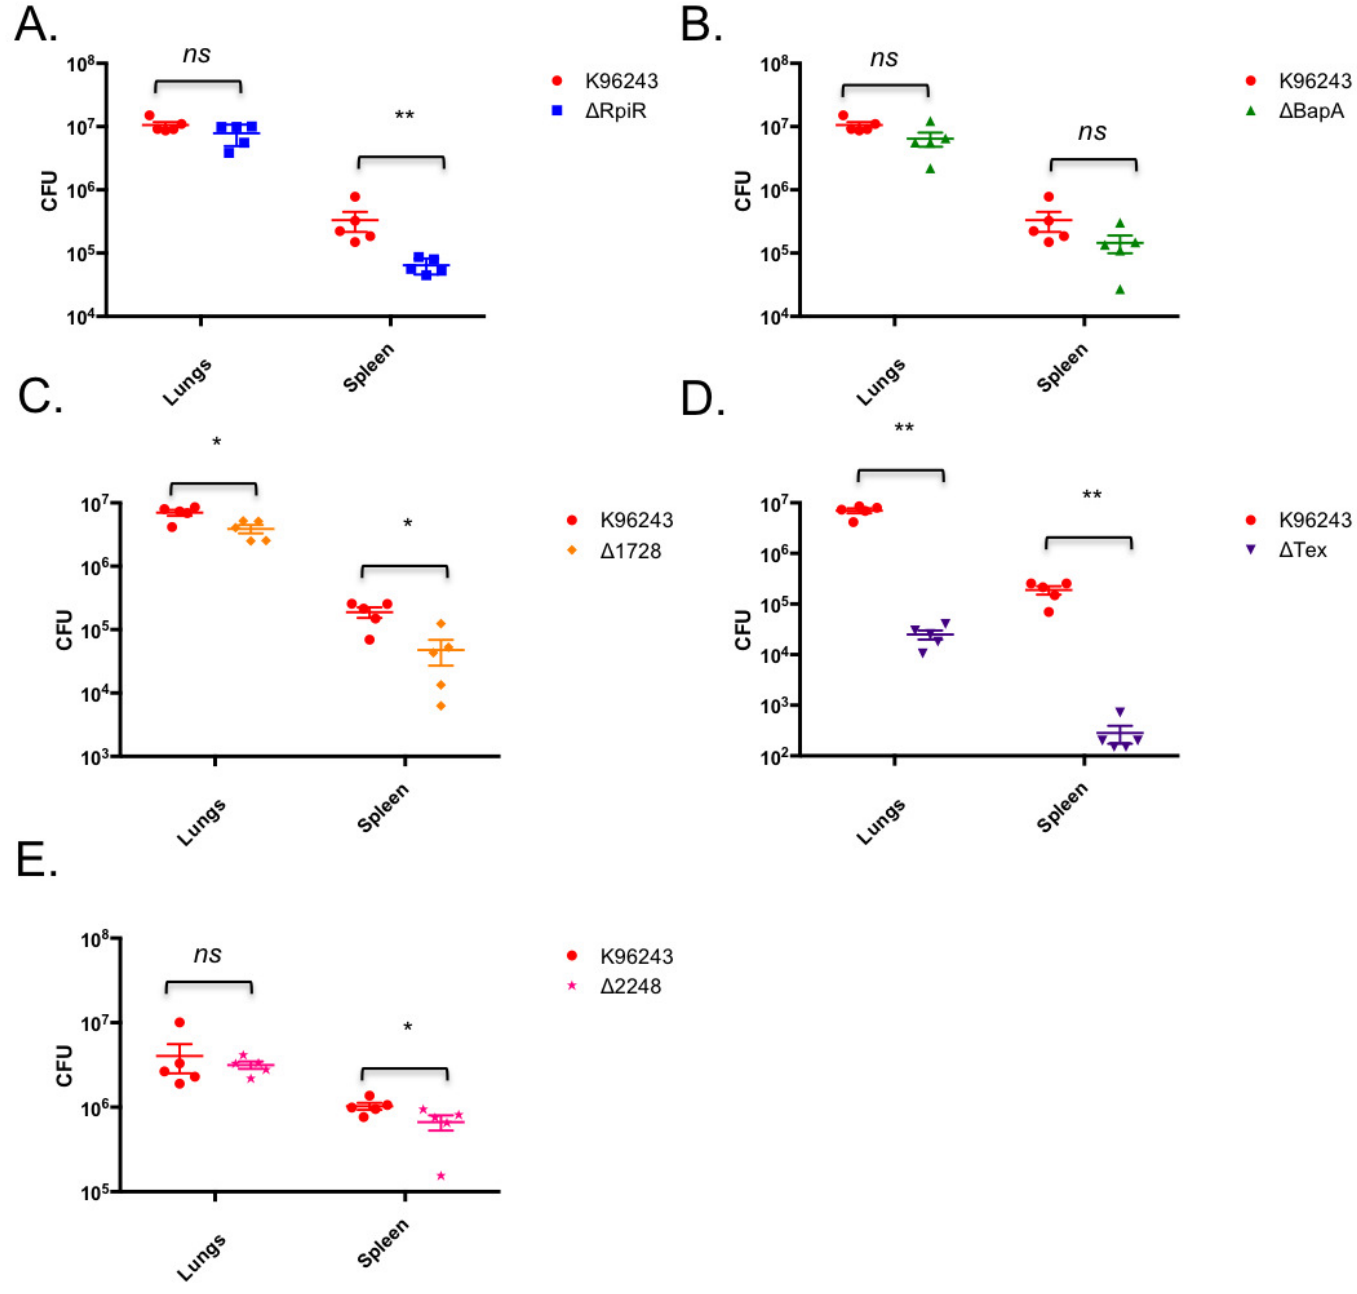 A.
ns
**
10⁸
10⁷
10⁶
10⁵
10⁴
CFU
Lungs
Spleen
K96243
ΔRpiR
B.
ns
ns
10⁸
10⁷
10⁶
10⁵
10⁴
CFU
Lungs
Spleen
K96243
ΔBapA
C.
*
*
10⁷
10⁶
10⁵
10⁴
10³
CFU
Lungs
Spleen
K96243
Δ1728
D.
**
**
10⁷
10⁶
10⁵
10⁴
10³
10²
CFU
Lungs
Spleen
K96243
ΔTex
E.
ns
*
10⁸
10⁷
10⁶
10⁵
CFU
Lungs
Spleen
K96243
Δ2248